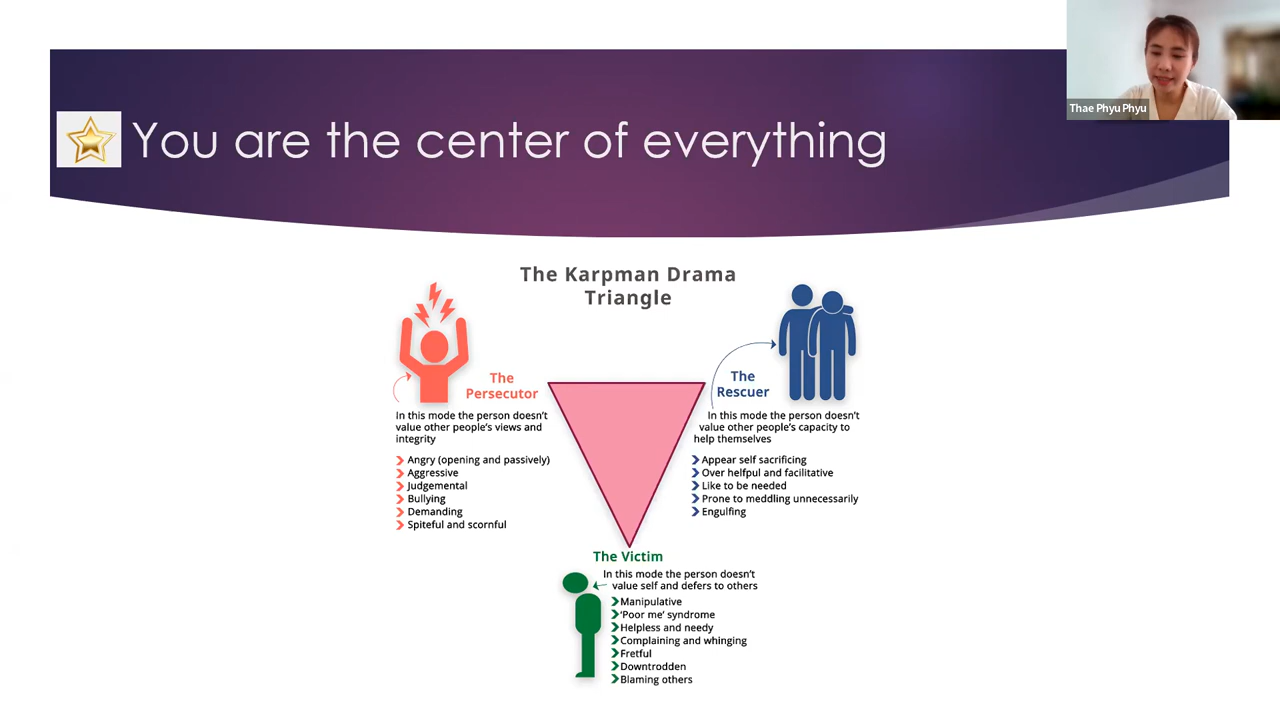 Thae Phyu Phyu
You are the center of everything
The Karpman Drama
Triangle
The
Persecutor
In this mode the person doesn’t
value other people’s views and
integrity
Angry (opening and passively)
Aggressive
Judgemental
Bullying
Demanding
Spiteful and scornful
The
Rescuer
In this mode the person doesn’t
value other people’s capacity to
help themselves
Appear self sacrificing
Over helfpul and facilitative
Like to be needed
Prone to meddling unnecessarily
Engulfing
The Victim
In this mode the person doesn’t
value self and defers to others
Manipulative
‘Poor me’ syndrome
Helpless and needy
Complaining and whinging
Fretful
Downtrodden
Blaming others